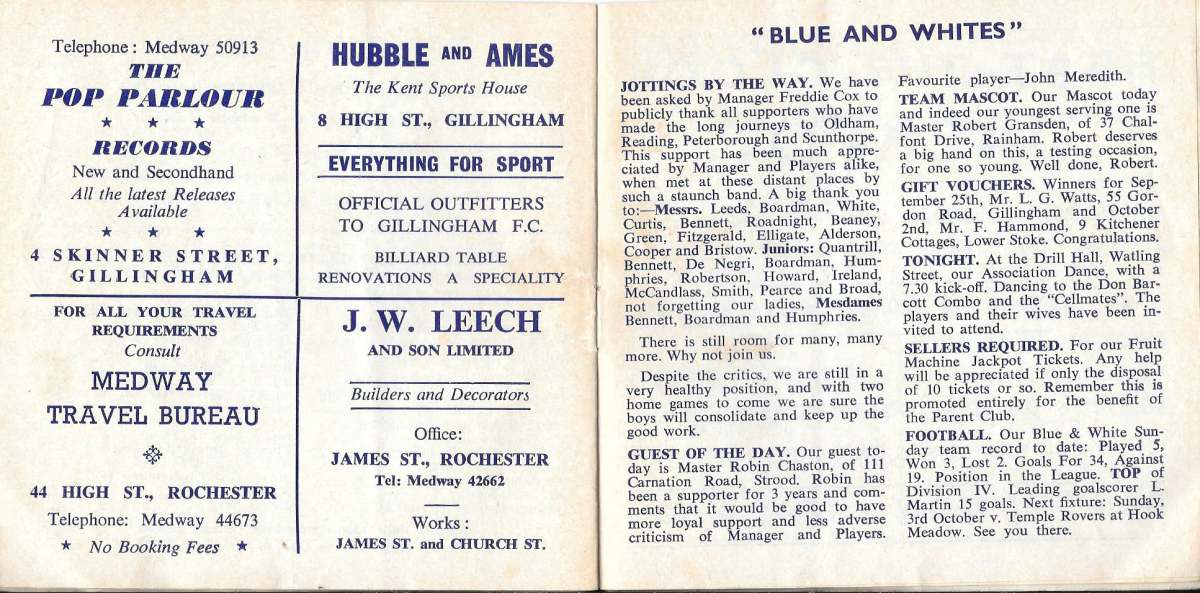 Telephone: Medway 50913
THE
POP PARLOUR
★ ★ ★
RECORDS
New and Secondhand
All the latest Releases
Available
★ ★ ★
4 SKINNER STREET,
GILLINGHAM
HUBBLE AND AMES
The Kent Sports House
8 HIGH ST., GILLINGHAM
EVERYTHING FOR SPORT
OFFICIAL OUTFITTERS
TO GILLINGHAM F.C.
BILLIARD TABLE
RENOVATIONS A SPECIALITY
FOR ALL YOUR TRAVEL
REQUIREMENTS
Consult
MEDWAY
TRAVEL BUREAU
44 HIGH ST., ROCHESTER
Telephone: Medway 44673
★ No Booking Fees ★
J. W. LEECH
AND SON LIMITED
Builders and Decorators
Office:
JAMES ST., ROCHESTER
Tel: Medway 42662
Works:
JAMES ST. and CHURCH ST.
"BLUE AND WHITES"
JOTTINGS BY THE WAY. We have
been asked by Manager Freddie Cox to
publicly thank all supporters who have
made the long journeys to Oldham,
Reading, Peterborough and Scunthorpe.
This support has been much appre-
ciated by Manager and Players alike,
when met at these distant places by
such a staunch band. A big thank you
to:—Messrs. Leeds, Boardman, White,
Curtis, Bennett, Roadnight, Beaney,
Green, Fitzgerald, Elligate, Alderson,
Cooper and Bristow. Juniors: Quantrill,
Bennett, De Negri, Boardman, Hum-
phries, Robertson, Howard, Ireland,
McCandlass, Smith, Pearce and Broad,
not forgetting our ladies, Mesdames
Bennett, Boardman and Humphries.
There is still room for many, many
more. Why not join us.
Despite the critics, we are still in a
very healthy position, and with two
home games to come we are sure the
boys will consolidate and keep up the
good work.
GUEST OF THE DAY. Our guest to-
day is Master Robin Chaston, of 111
Carnation Road, Strood. Robin has
been a supporter for 3 years and com-
ments that it would be good to have
more loyal support and less adverse
criticism of Manager and Players.
Favourite player—John Meredith.
TEAM MASCOT. Our Mascot today
and indeed our youngest serving one is
Master Robert Gransden, of 37 Chal-
font Drive, Rainham. Robert deserves
a big hand on this, a testing occasion,
for one so young. Well done, Robert.
GIFT VOUCHERS. Winners for Sep-
tember 25th, Mr. L. G. Watts, 55 Gor-
don Road, Gillingham and October
2nd, Mr. F. Hammond, 9 Kitchener
Cottages, Lower Stoke. Congratulations.
TONIGHT. At the Drill Hall, Watling
Street, our Association Dance, with a
7.30 kick-off. Dancing to the Don Bar-
cott Combo and the "Cellmates". The
players and their wives have been in-
vited to attend.
SELLERS REQUIRED. For our Fruit
Machine Jackpot Tickets. Any help
will be appreciated if only the disposal
of 10 tickets or so. Remember this is
promoted entirely for the benefit of
the Parent Club.
FOOTBALL. Our Blue & White Sun-
day team record to date: Played 5,
Won 3, Lost 2. Goals For 34, Against
19. Position in the League. TOP of
Division IV. Leading goalscorer L.
Martin 15 goals. Next fixture: Sunday,
3rd October v. Temple Rovers at Hook
Meadow. See you there.